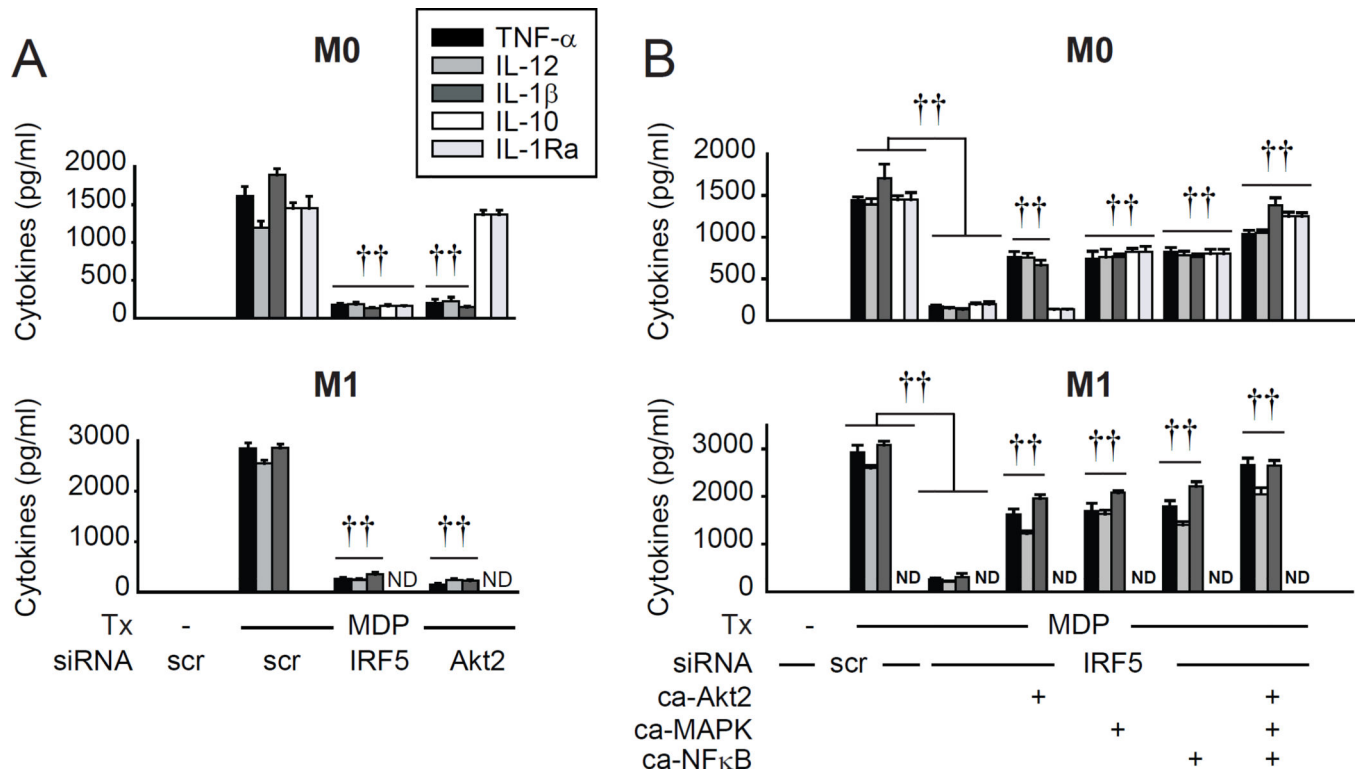 A
M0
TNF-α
IL-12
IL-1β
IL-10
IL-1Ra
Cytokines (pg/ml)
2000
1500
1000
500
0
††
††
M1
Cytokines (pg/ml)
3000
2000
1000
0
††
††
ND
ND
Tx - MDP
siRNA scr scr IRF5 Akt2
B
M0
Cytokines (pg/ml)
2000
1500
1000
500
0
††
††
††
††
††
M1
Cytokines (pg/ml)
3000
2000
1000
0
††
††
††
††
††
ND
ND
ND
ND
ND
ND
Tx - MDP
siRNA scr IRF5
ca-Akt2 + +
ca-MAPK + +
ca-NFκB + +